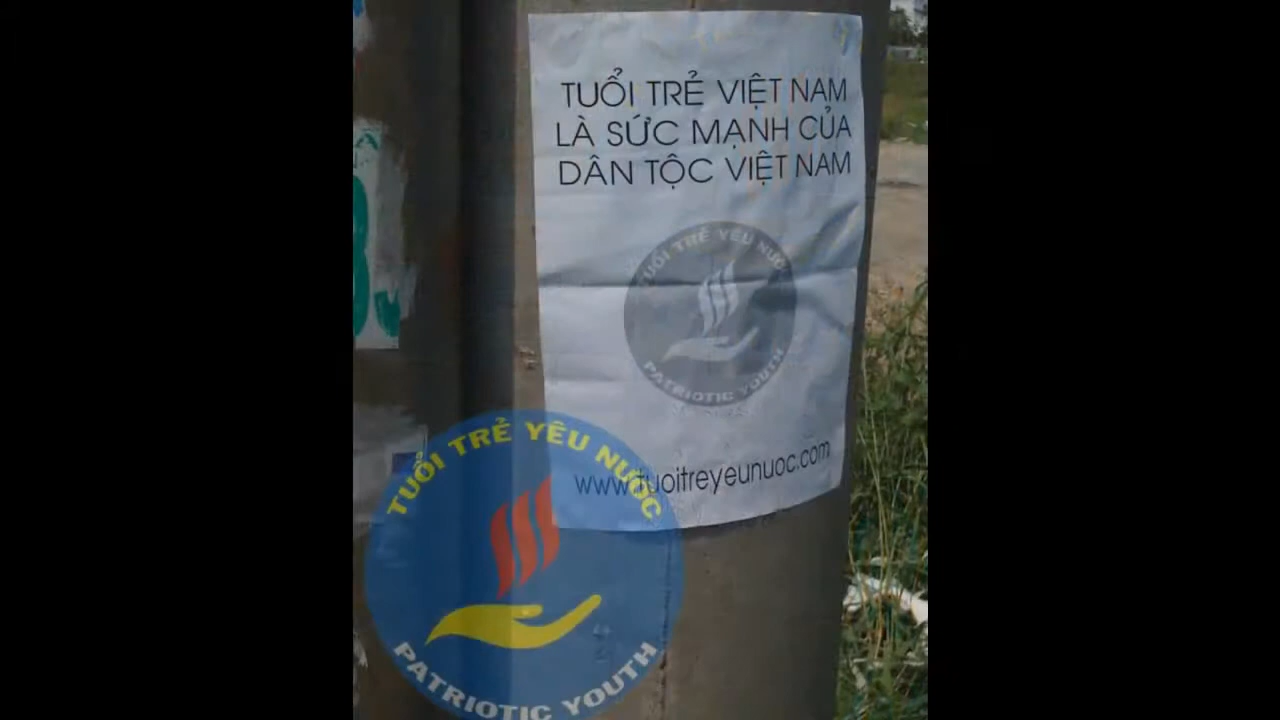 TUỔI TRẺ VIỆT NAM
LÀ SỨC MẠNH CỦA
DÂN TỘC VIỆT NAM
TUỔI TRẺ YÊU NƯỚC
PATRIOTIC YOUTH
www.tuoitreyeunuoc.com
TUỔI TRẺ YÊU NƯỚC
PATRIOTIC YOUTH